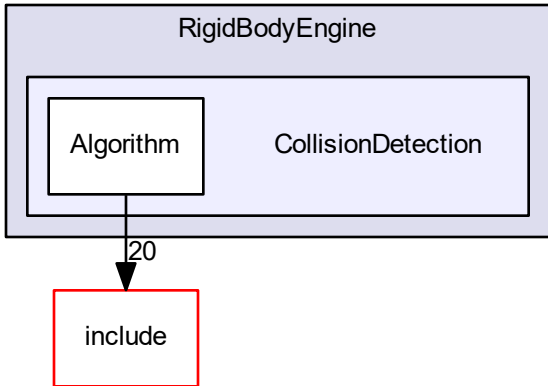 RigidBodyEngine
Algorithm
CollisionDetection
20
include